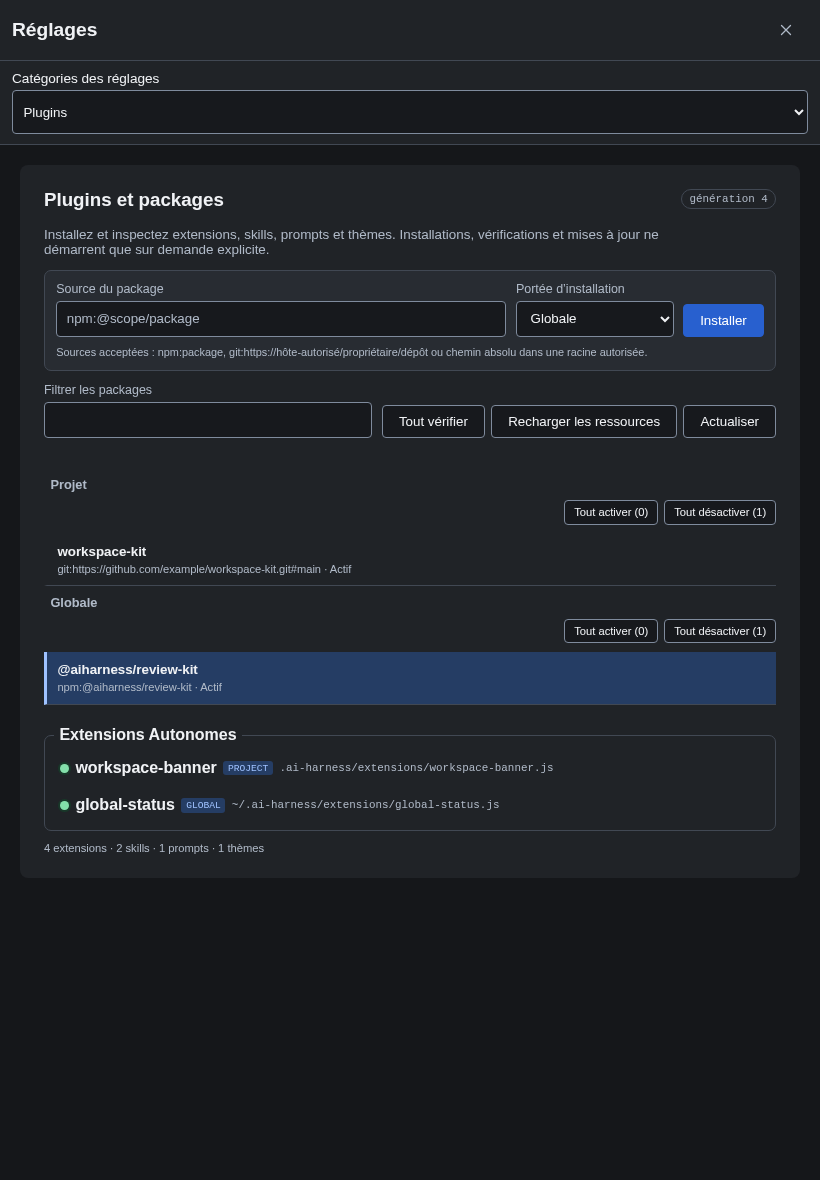 Réglages
Catégories des réglages
Plugins
Plugins et packages
génération 4
Installez et inspectez extensions, skills, prompts et thèmes. Installations, vérifications et mises à jour ne
démarrent que sur demande explicite.
Source du package
Portée d'installation
npm:@scope/package
Globale
Installer
Sources acceptées : npm:package, git:https://hôte-autorisé/propriétaire/dépôt ou chemin absolu dans une racine autorisée.
Filtrer les packages
Tout vérifier
Recharger les ressources
Actualiser
Projet
Tout activer (0)
Tout désactiver (1)
workspace-kit
git:https://github.com/example/workspace-kit.git#main · Actif
Globale
Tout activer (0)
Tout désactiver (1)
@aiharness/review-kit
npm:@aiharness/review-kit · Actif
Extensions Autonomes
workspace-banner PROJECT .ai-harness/extensions/workspace-banner.js
global-status GLOBAL ~/.ai-harness/extensions/global-status.js
4 extensions · 2 skills · 1 prompts · 1 thèmes